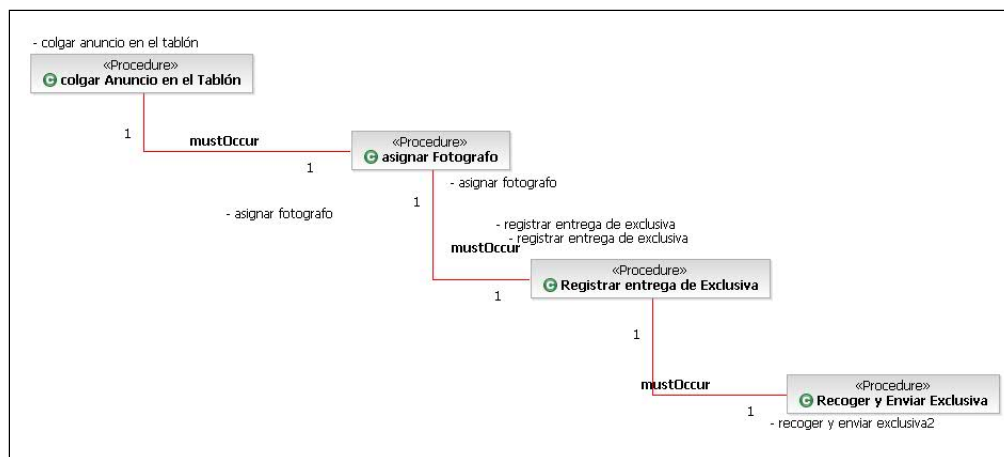 - colgar anuncio en el tablón
«Procedure»
C colgar Anuncio en el Tablón
1
mustOccur
1
«Procedure»
C asignar Fotografo
- asignar fotografo
1
- asignar fotografo
- registrar entrega de exclusiva
- registrar entrega de exclusiva
mustOccur
1
«Procedure»
C Registrar entrega de Exclusiva
1
mustOccur
1
«Procedure»
C Recoger y Enviar Exclusiva
- recoger y enviar exclusiva2